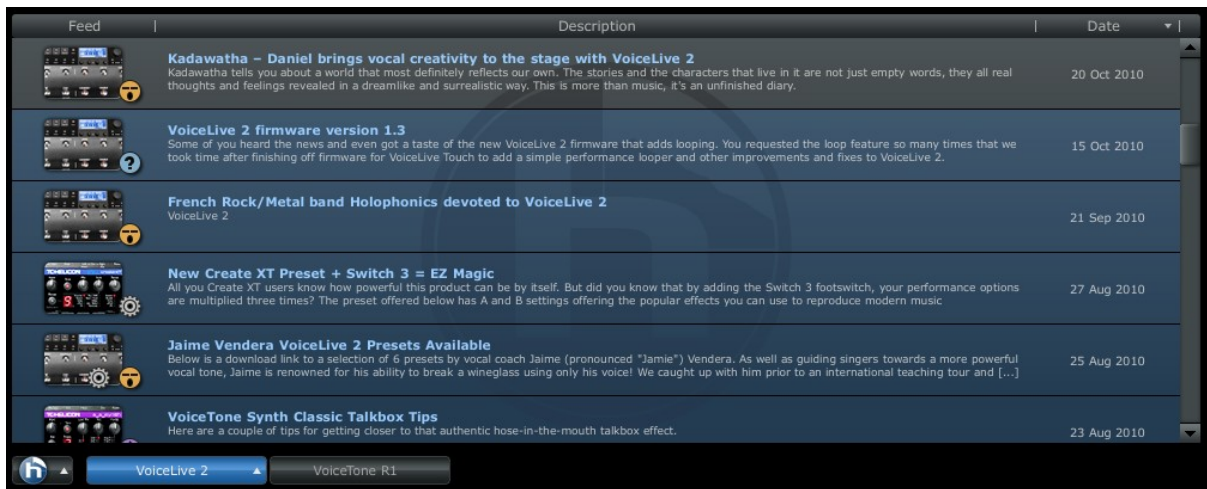 Feed
Description
Date
Kadawatha – Daniel brings vocal creativity to the stage with VoiceLive 2
Kadawatha tells you about a world that most definitely reflects our own. The stories and the characters that live in it are not just empty words, they all real
thoughts and feelings revealed in a dreamlike and surrealistic way. This is more than music, it's an unfinished diary.
20 Oct 2010
VoiceLive 2 firmware version 1.3
Some of you heard the news and even got a taste of the new VoiceLive 2 firmware that adds looping. You requested the loop feature so many times that we
took time after finishing off firmware for VoiceLive Touch to add a simple performance looper and other improvements and fixes to VoiceLive 2.
15 Oct 2010
?
French Rock/Metal band Holophonics devoted to VoiceLive 2
VoiceLive 2
21 Sep 2010
TCHELICON
New Create XT Preset + Switch 3 = EZ Magic
All you Create XT users know how powerful this product can be by itself. But did you know that by adding the Switch 3 footswitch, your performance options
are multiplied three times? The preset offered below has A and B settings offering the popular effects you can use to reproduce modern music
27 Aug 2010
Jaime Vendera VoiceLive 2 Presets Available
Below is a download link to a selection of 6 presets by vocal coach Jaime (pronounced "Jamie") Vendera. As well as guiding singers towards a more powerful
vocal tone, Jaime is renowned for his ability to break a wineglass using only his voice! We caught up with him prior to an international teaching tour and [...]
25 Aug 2010
TCHELICON
VoiceTone Synth Classic Talkbox Tips
Here are a couple of tips for getting closer to that authentic hose-in-the-mouth talkbox effect.
23 Aug 2010
h
VoiceLive 2
VoiceTone R1